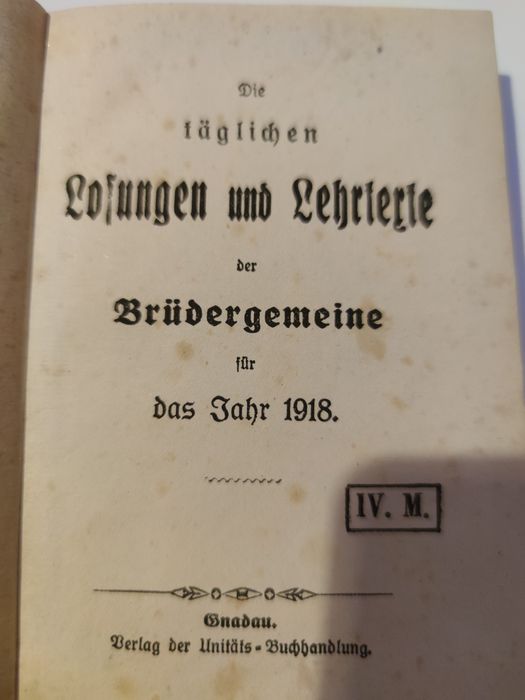 Die
täglichen
Losungen und Lehrtexte
der
Brüdergemeine
für
das Jahr 1918.
IV. M.
Gnadau.
Verlag der Unitäts-Buchhandlung.